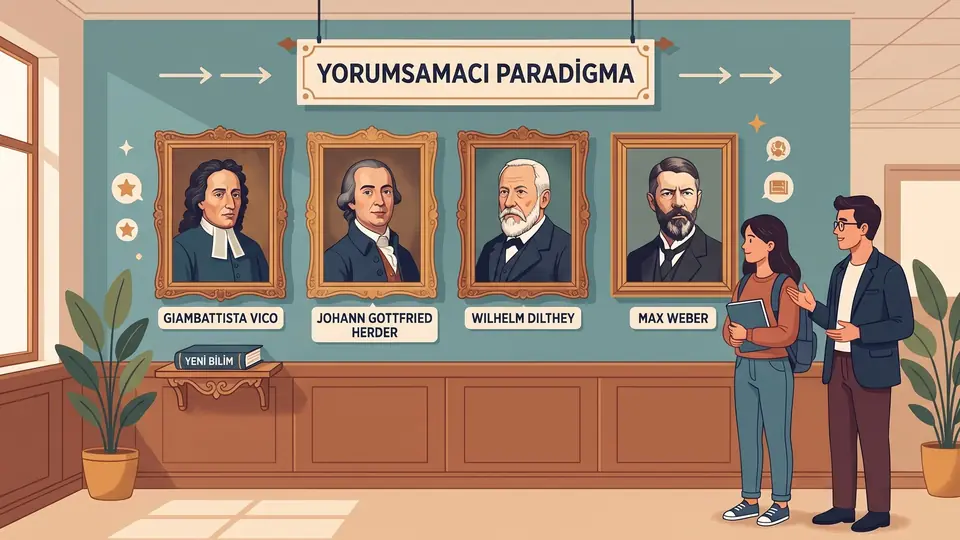 YORUMSAMACI PARADİGMA
GIAMBATTISTA VICO
JOHANN GOTTFRIED
HERDER
WILHELM DILTHEY
MAX WEBER
YENİ BİLİM